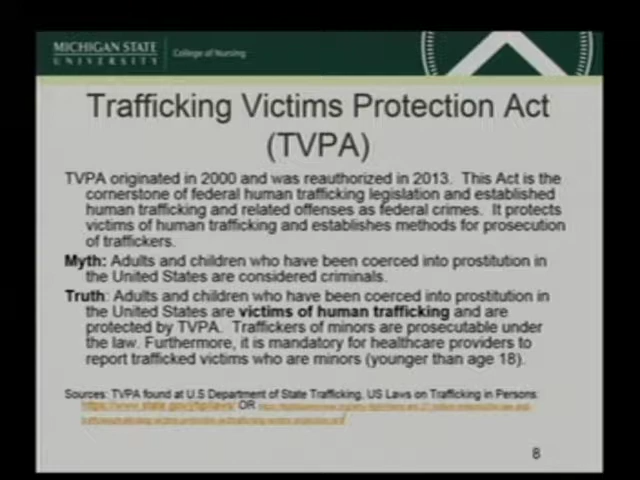 MICHIGAN STATE
UNIVERSITY
College of Nursing
Trafficking Victims Protection Act
(TVPA)
TVPA originated in 2000 and was reauthorized in 2013. This Act is the
cornerstone of federal human trafficking legislation and established
human trafficking and related offenses as federal crimes. It protects
victims of human trafficking and establishes methods for prosecution
of traffickers.
Myth: Adults and children who have been coerced into prostitution in
the United States are considered criminals.
Truth: Adults and children who have been coerced into prostitution in
the United States are victims of human trafficking and are
protected by TVPA. Traffickers of minors are prosecutable under
the law. Furthermore, it is mandatory for healthcare providers to
report trafficked victims who are minors (younger than age 18).
Sources: TVPA found at U.S Department of State Trafficking, US Laws on Trafficking in Persons:
OR
8